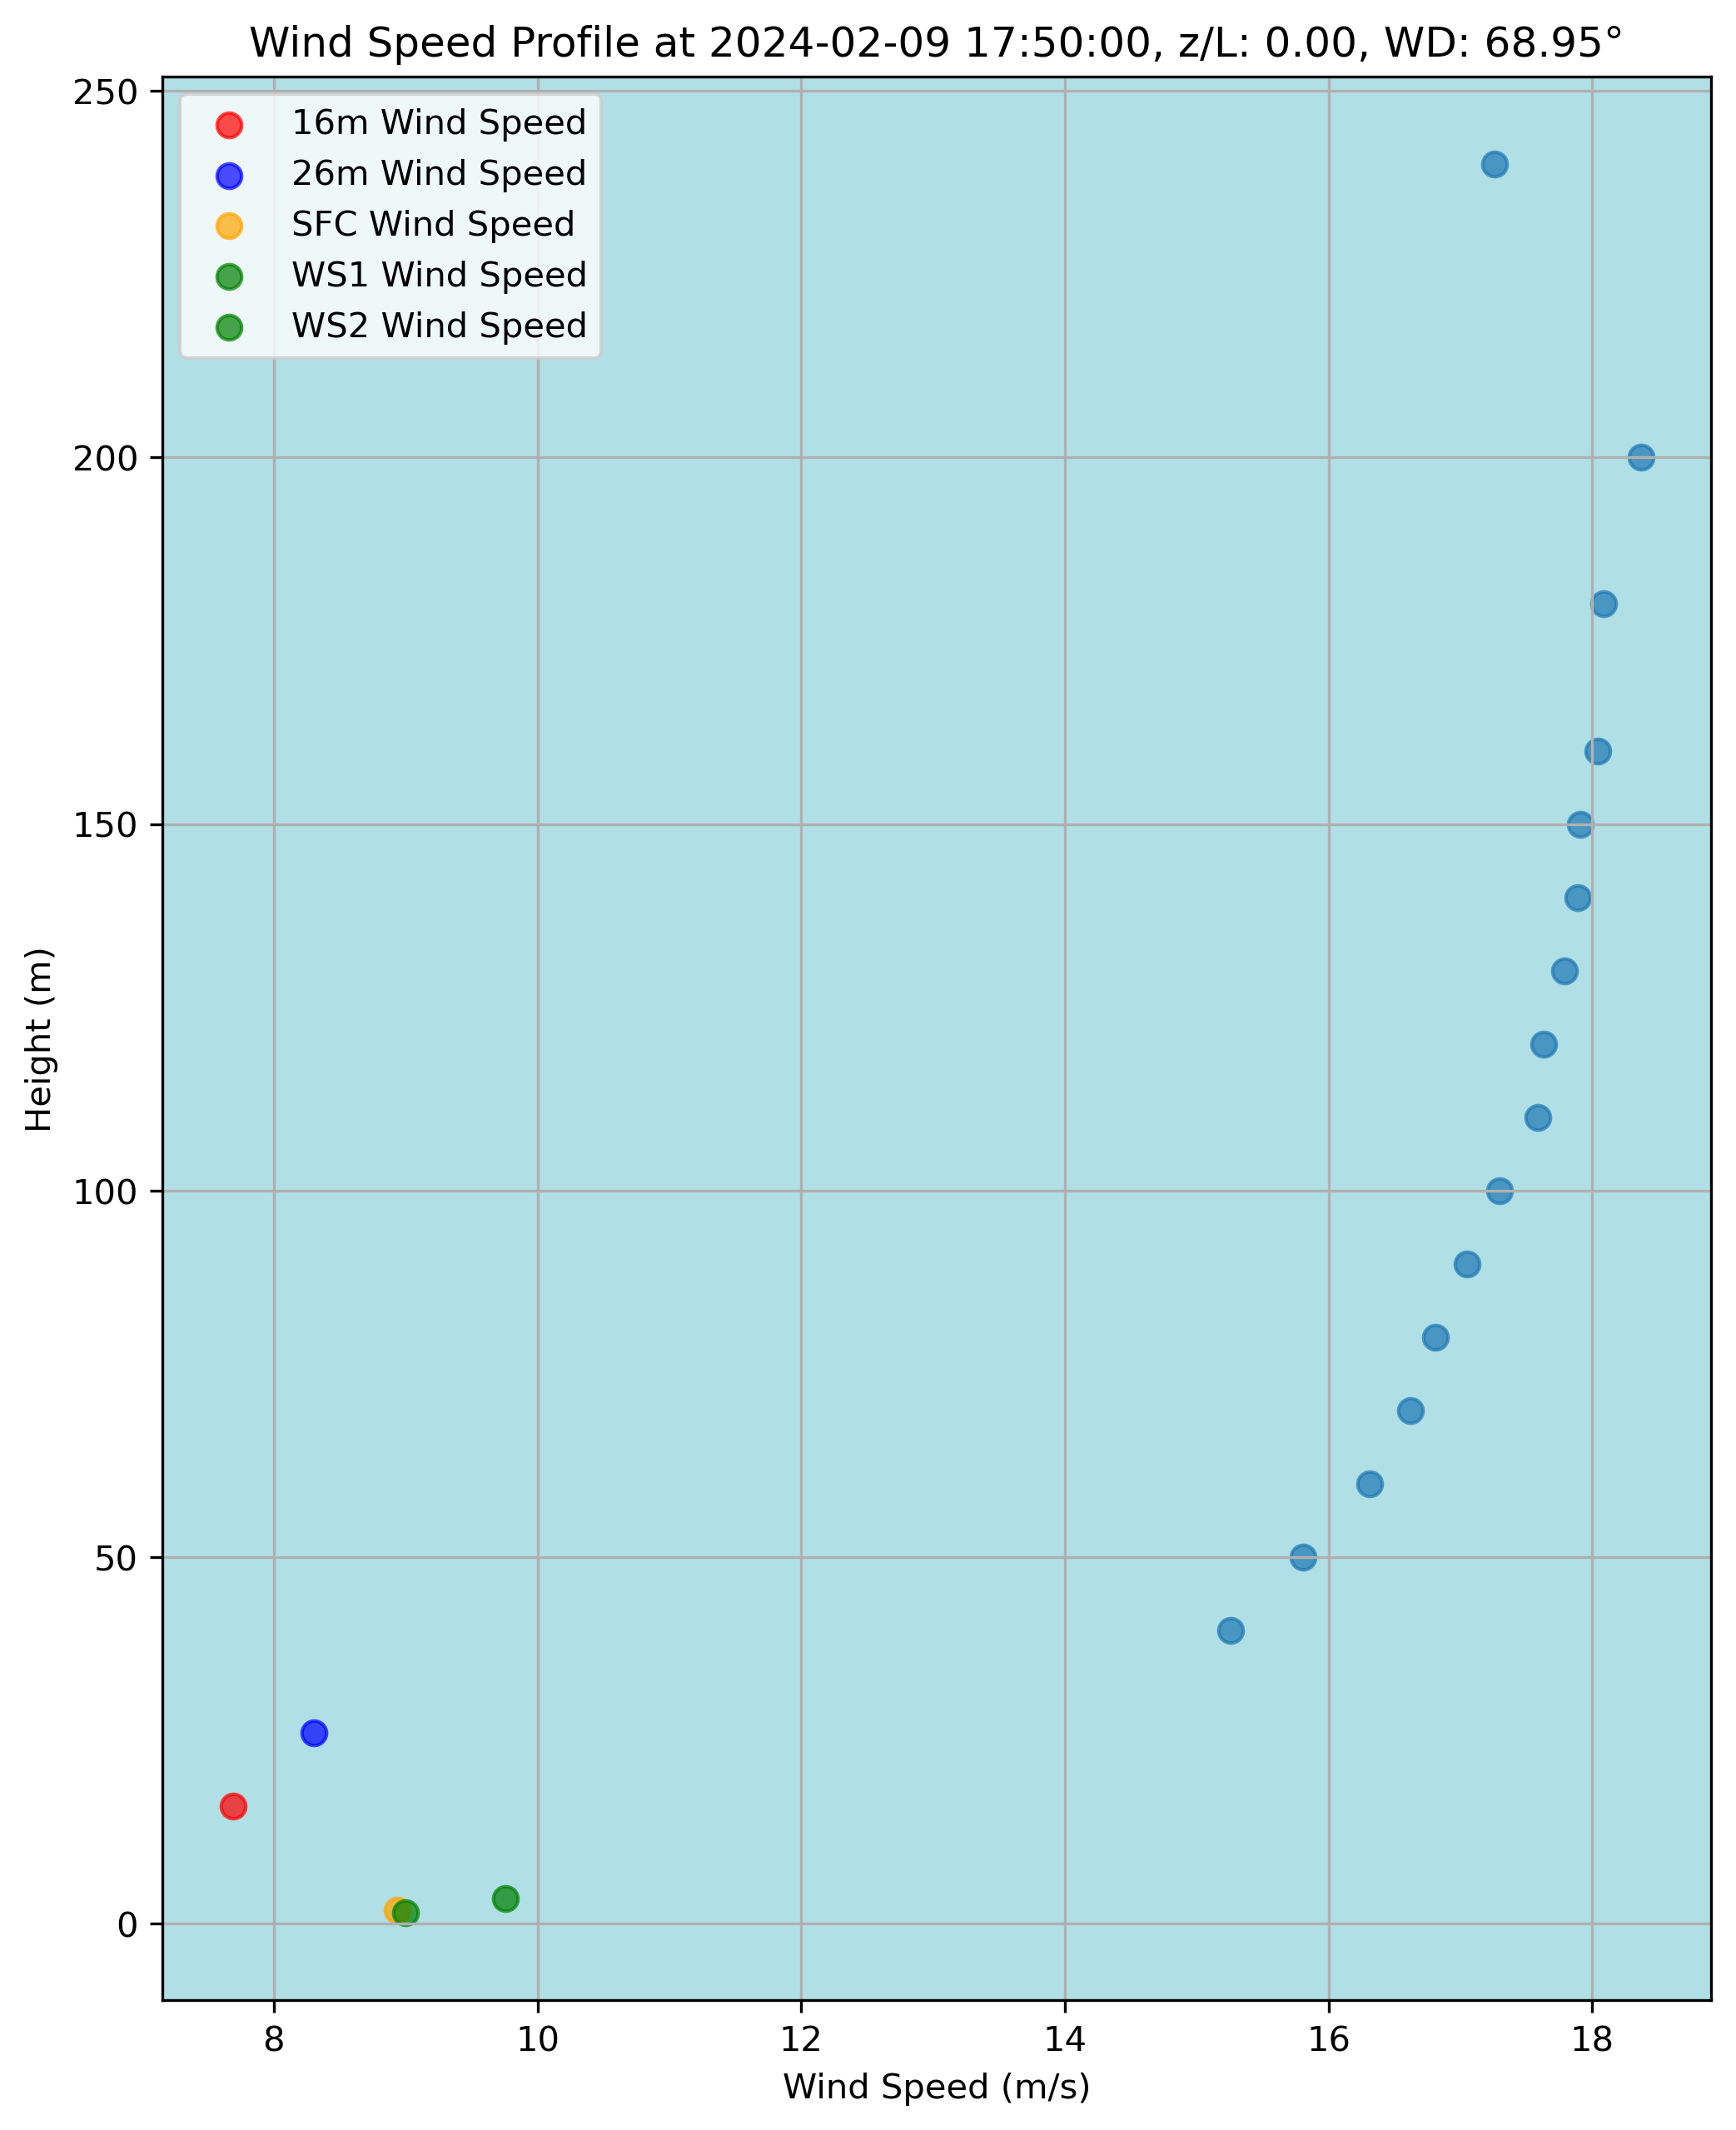 Wind Speed Profile at 2024-02-09 17:50:00, z/L: 0.00, WD: 68.95°
16m Wind Speed
26m Wind Speed
SFC Wind Speed
WS1 Wind Speed
WS2 Wind Speed
Height (m)
250
200
150
100
50
0
8 10 12 14 16 18
Wind Speed (m/s)